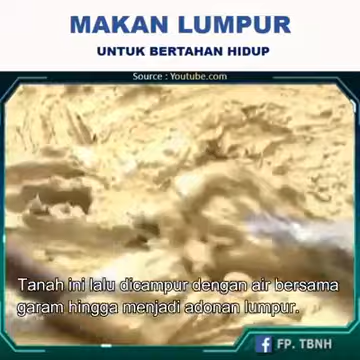 MAKAN LUMPUR
UNTUK BERTAHAN HIDUP
Source : Youtube.com
Tanah ini lalu dicampur dengan air bersama
garam hingga menjadi adonan lumpur.
f FP. TBNH